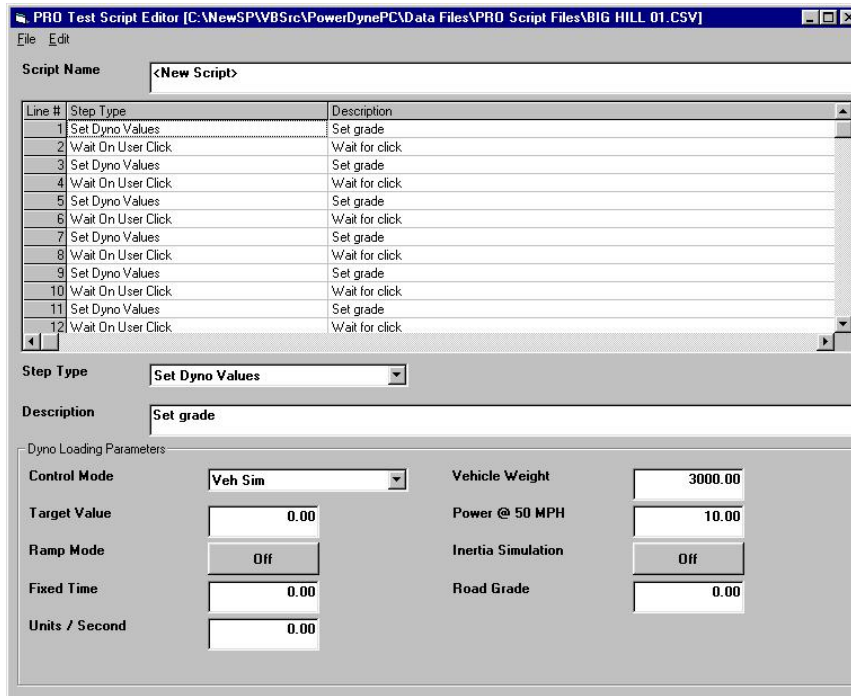 PRO Test Script Editor [C:\NewSP\VBSrc\PowerDynePC\Data Files\PRO Script Files\BIG HILL 01.CSV]
File Edit
Script Name <New Script>
Line # Step Type Description
1 Set Dyno Values Set grade
2 Wait On User Click Wait for click
3 Set Dyno Values Set grade
4 Wait On User Click Wait for click
5 Set Dyno Values Set grade
6 Wait On User Click Wait for click
7 Set Dyno Values Set grade
8 Wait On User Click Wait for click
9 Set Dyno Values Set grade
10 Wait On User Click Wait for click
11 Set Dyno Values Set grade
12 Wait On User Click Wait for click
Step Type Set Dyno Values
Description Set grade
Dyno Loading Parameters
Control Mode Veh Sim Vehicle Weight 3000.00
Target Value 0.00 Power @ 50 MPH 10.00
Ramp Mode Off Inertia Simulation Off
Fixed Time 0.00 Road Grade 0.00
Units / Second 0.00